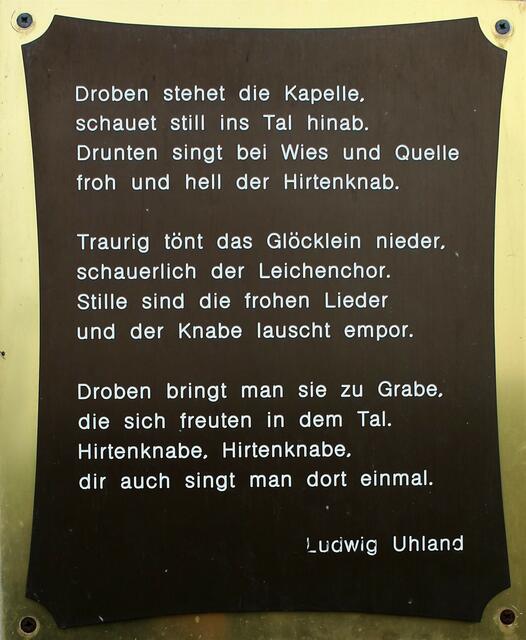 Droben stehet die Kapelle,
schauet still ins Tal hinab.
Drunten singt bei Wies und Quelle
froh und hell der Hirtenknab.
Traurig tönt das Glöcklein nieder,
schauerlich der Leichenchor.
Stille sind die frohen Lieder
und der Knabe lauscht empor.
Droben bringt man sie zu Grabe,
die sich freuten in dem Tal.
Hirtenknabe, Hirtenknabe,
dir auch singt man dort einmal.
Ludwig Uhland